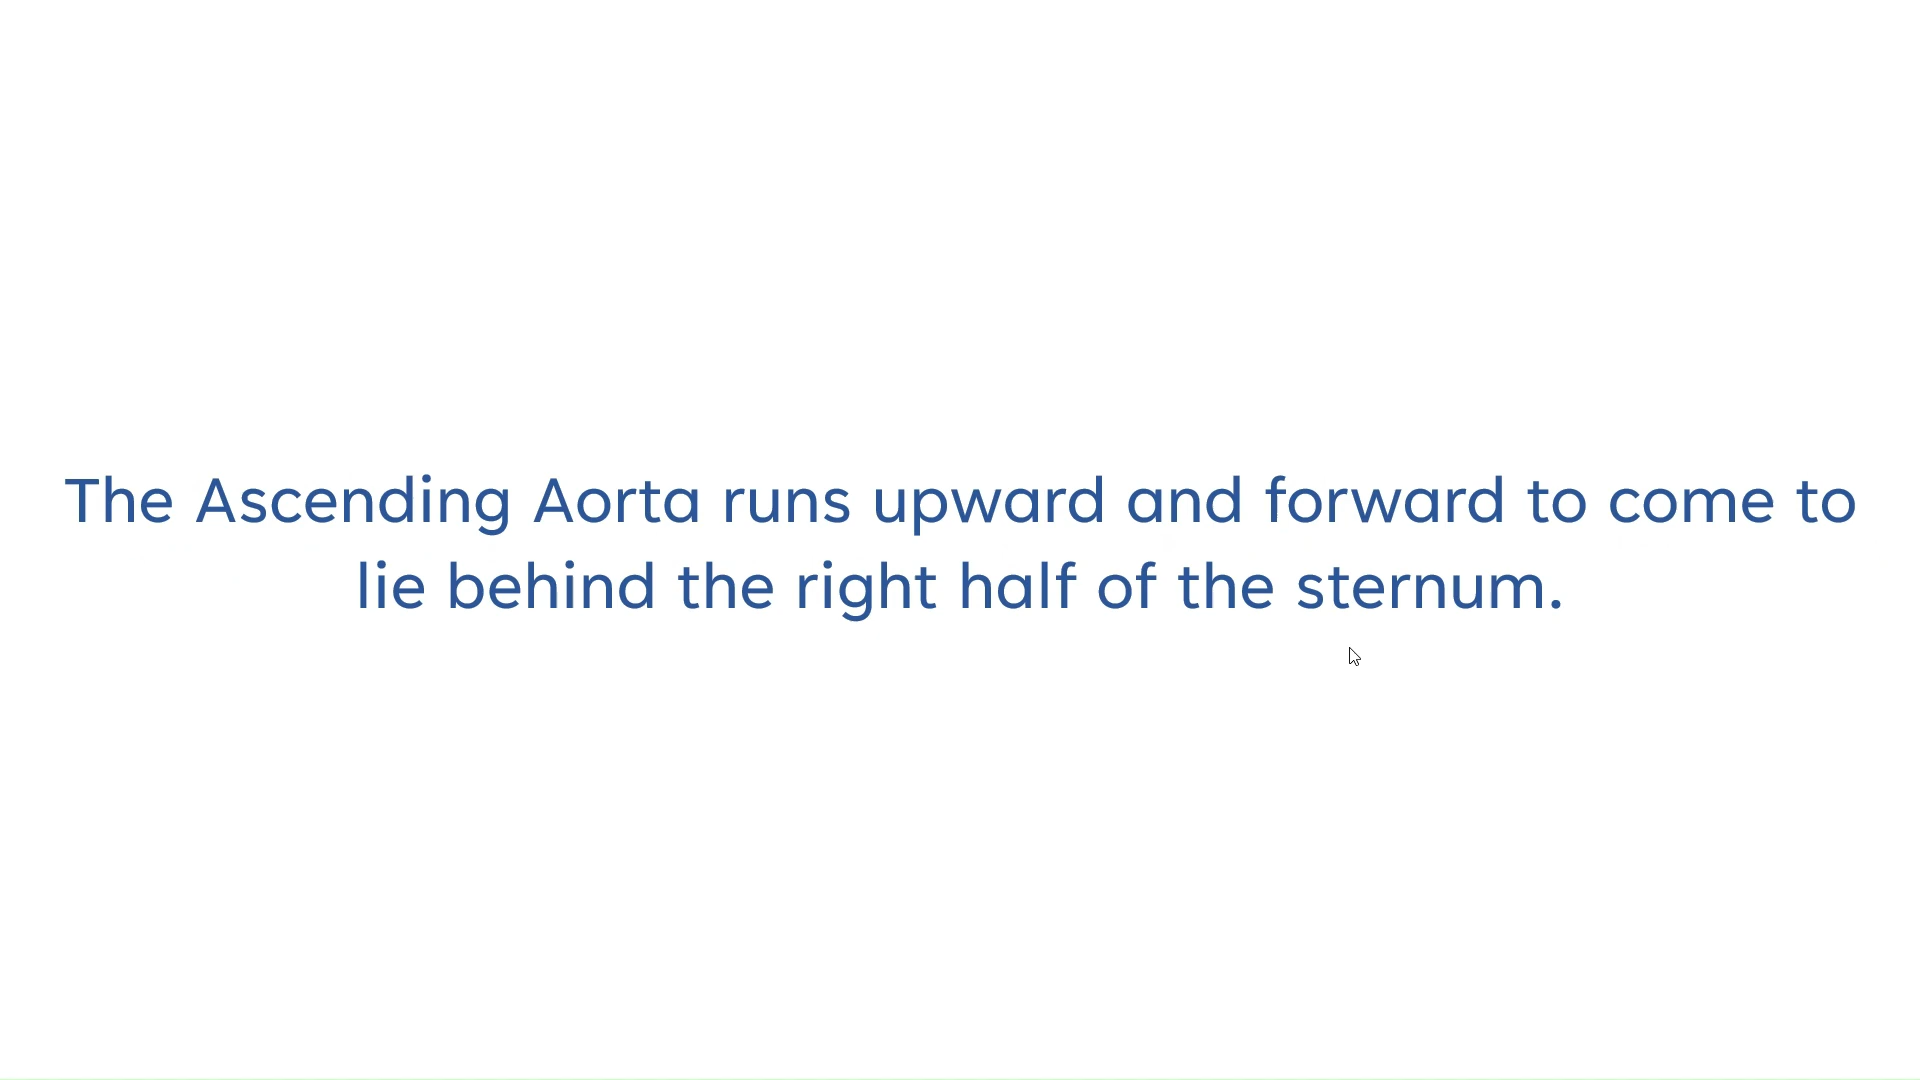 The Ascending Aorta runs upward and forward to come to
lie behind the right half of the sternum.